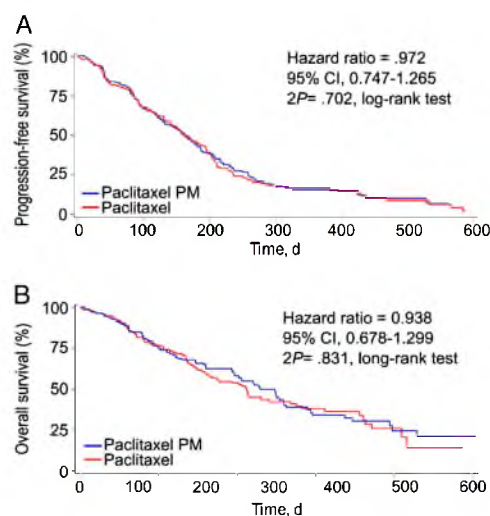 A
Progression-free survival (%)
100
75
50
25
0
Hazard ratio = .972
95% CI, 0.747-1.265
2P= .702, log-rank test
Paclitaxel PM
Paclitaxel
0 100 200 300 400 500 600
Time, d
B
Overall survival (%)
100
75
50
25
0
Hazard ratio = 0.938
95% CI, 0.678-1.299
2P= .831, long-rank test
Paclitaxel PM
Paclitaxel
0 100 200 300 400 500 600
Time, d